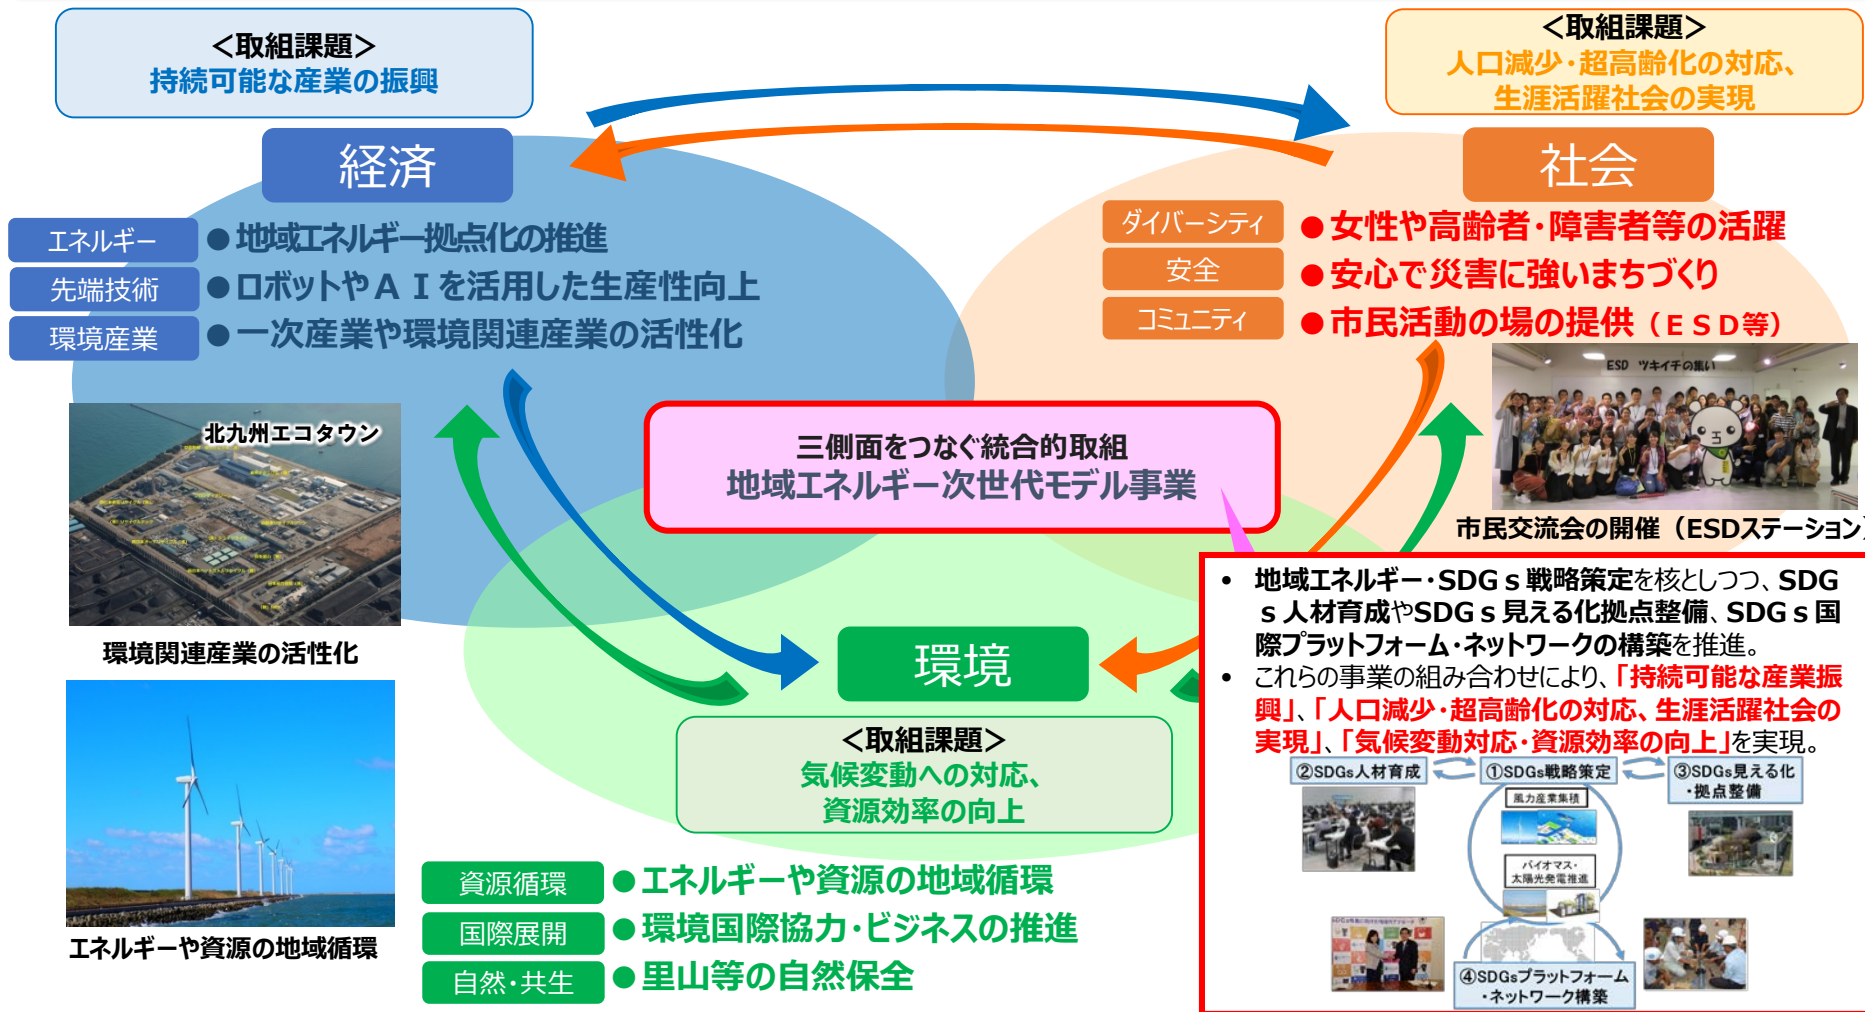 ＜取組課題＞
持続可能な産業の振興
＜取組課題＞
人口減少・超高齢化の対応、
生涯活躍社会の実現
経済
エネルギー
●地域エネルギー拠点化の推進
先端技術
●ロボットやＡＩを活用した生産性向上
環境産業
●一次産業や環境関連産業の活性化
社会
ダイバーシティ
●女性や高齢者・障害者等の活躍
安全
●安心で災害に強いまちづくり
コミュニティ
●市民活動の場の提供（ＥＳＤ等）
ESD ツキイチの集い
市民交流会の開催（ESDステーション）
北九州エコタウン
環境関連産業の活性化
エネルギーや資源の地域循環
三側面をつなぐ統合的取組
地域エネルギー次世代モデル事業
環境
＜取組課題＞
気候変動への対応、
資源効率の向上
資源循環
●エネルギーや資源の地域循環
国際展開
●環境国際協力・ビジネスの推進
自然・共生
●里山等の自然保全
• 地域エネルギー・SDGｓ戦略策定を核としつつ、SDG
ｓ人材育成やSDGｓ見える化拠点整備、SDGｓ国
際プラットフォーム・ネットワークの構築を推進。
• これらの事業の組み合わせにより、「持続可能な産業振
興」、「人口減少・超高齢化の対応、生涯活躍社会の
実現」、「気候変動対応・資源効率の向上」を実現。
②SDGs人材育成
①SDGs戦略策定
③SDGs見える化
・拠点整備
風力産業集積
バイオマス・
太陽光発電推進
④SDGsプラットフォーム
・ネットワーク構築